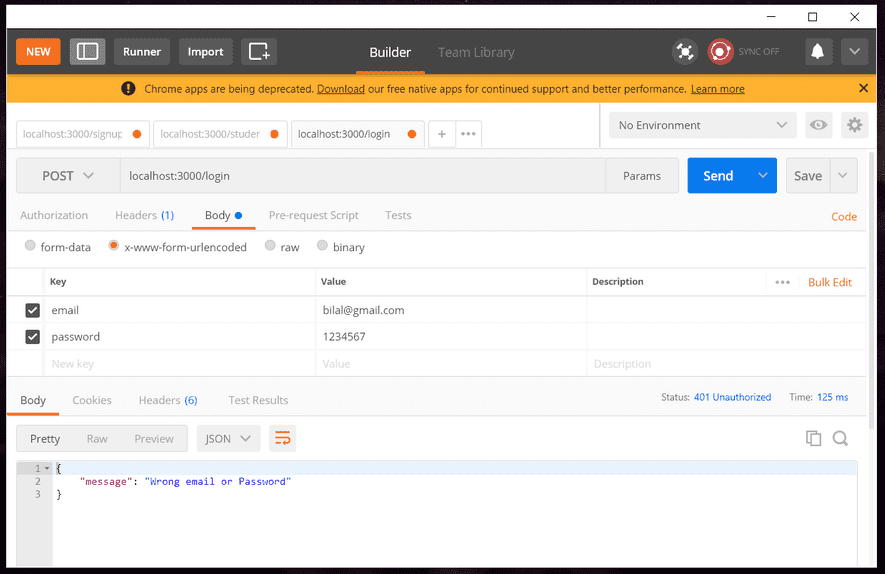 NEW Runner Import Builder Team Library SYNC OFF
Chrome apps are being deprecated. Download our free native apps for continued support and better performance. Learn more
localhost:3000/signup localhost:3000/studer localhost:3000/login + ••• No Environment
POST localhost:3000/login Params Send Save
Authorization Headers (1) Body Pre-request Script Tests Code
form-data x-www-form-urlencoded raw binary
Key Value Description ••• Bulk Edit
email bilal@gmail.com
password 1234567
New key Value Description
Body Cookies Headers (6) Test Results Status: 401 Unauthorized Time: 125 ms
Pretty Raw Preview JSON
1 {
2 "message": "Wrong email or Password"
3 }